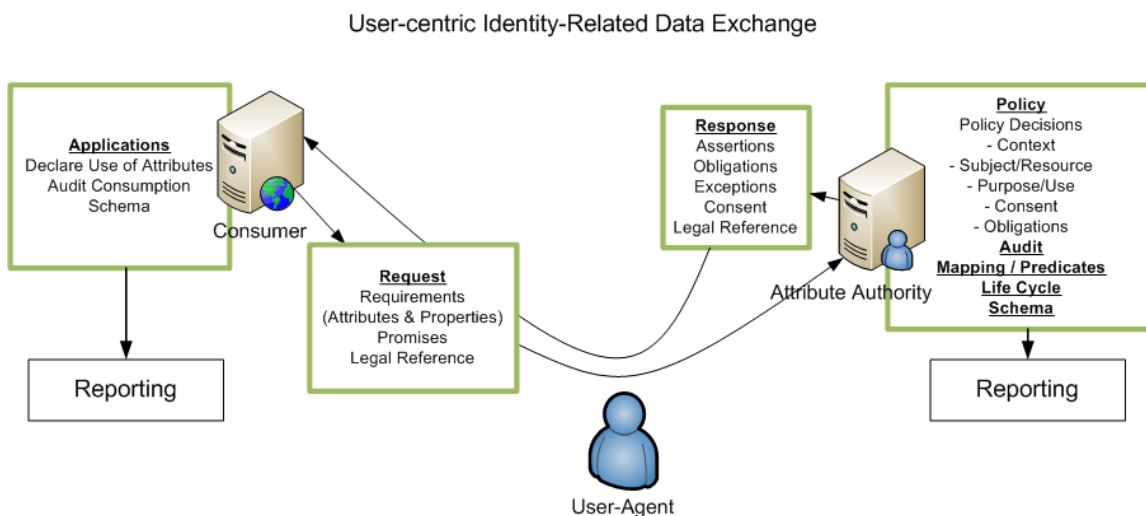 User-centric Identity-Related Data Exchange
Applications
Declare Use of Attributes
Audit Consumption
Schema
Consumer
Reporting
Request
Requirements
(Attributes & Properties)
Promises
Legal Reference
Response
Assertions
Obligations
Exceptions
Consent
Legal Reference
Attribute Authority
Policy
Policy Decisions
- Context
- Subject/Resource
- Purpose/Use
- Consent
- Obligations
Audit
Mapping / Predicates
Life Cycle
Schema
Reporting
User-Agent